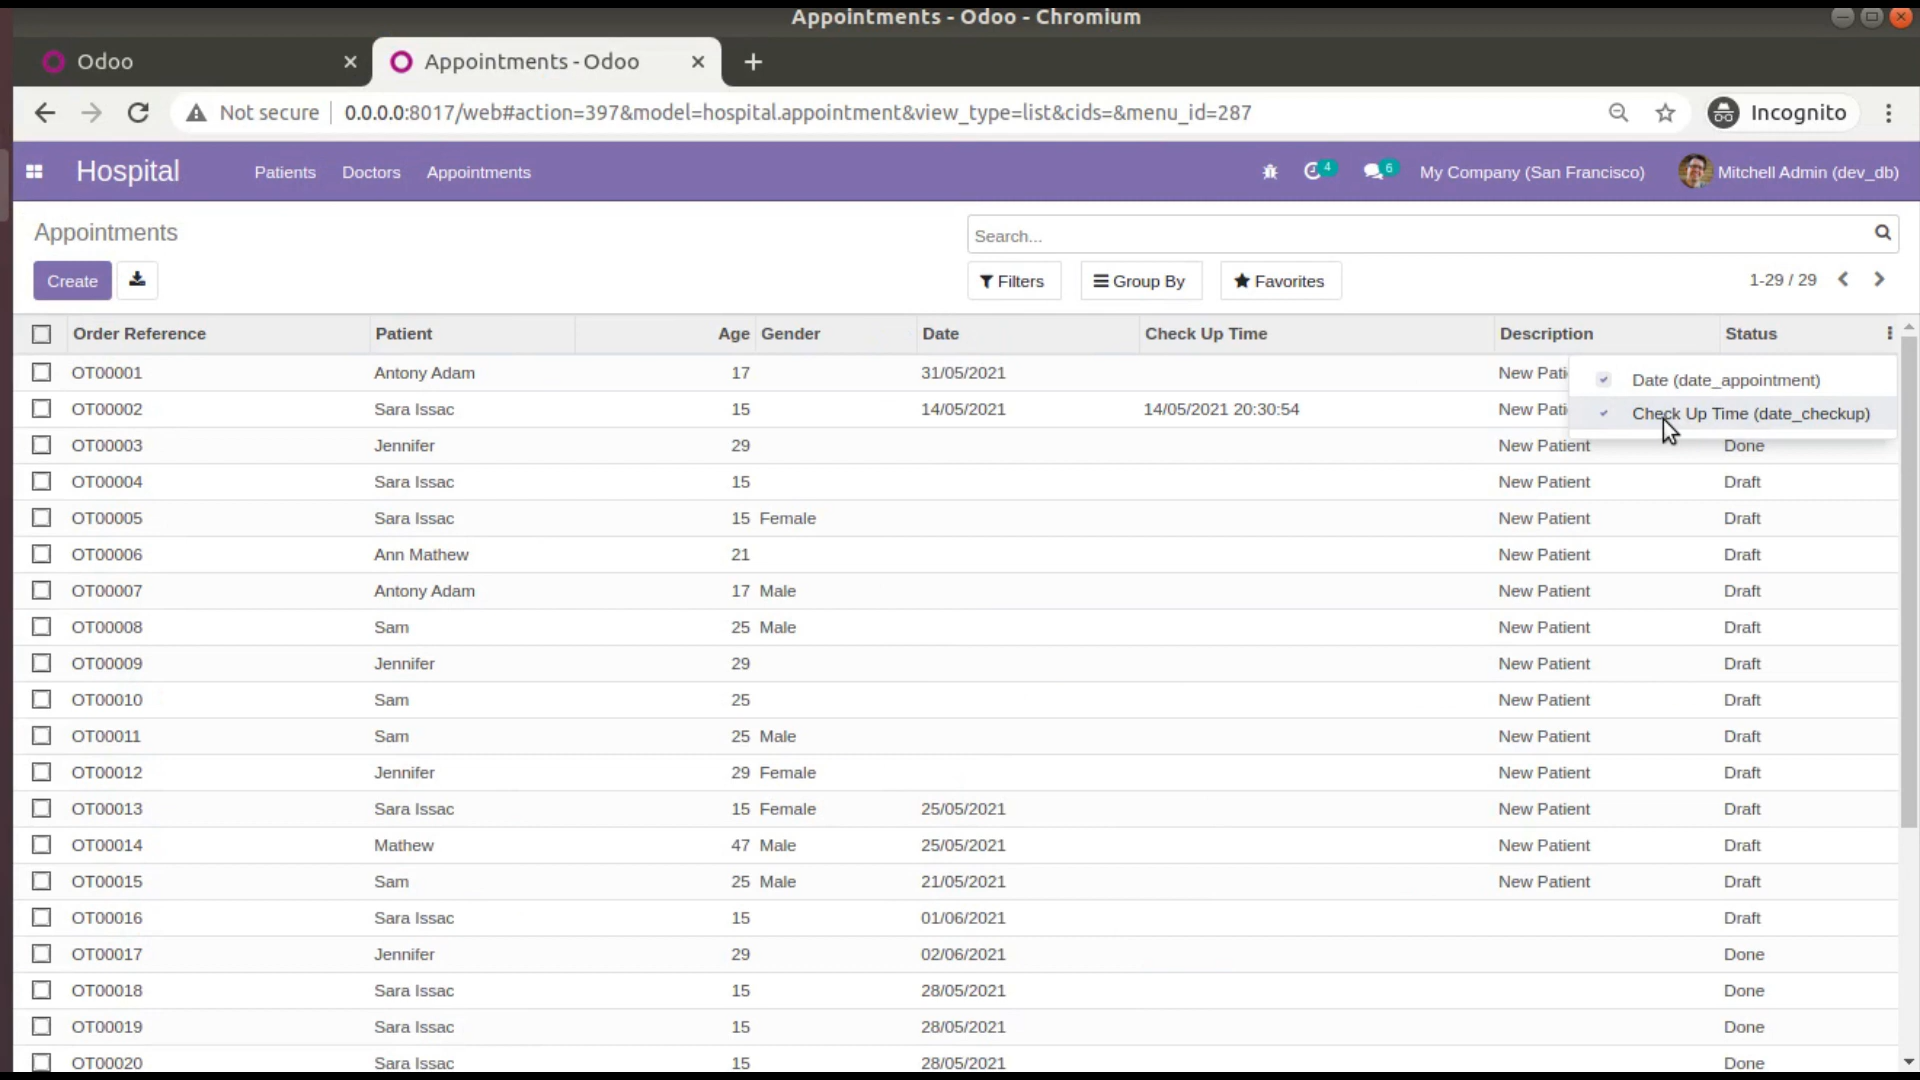 Appointments - Odoo - Chromium
Odoo
Appointments - Odoo
Not secure 0.0.0.0:8017/web#action=397&model=hospital.appointment&view_type=list&cids=&menu_id=287
Incognito
Hospital Patients Doctors Appointments 4 6 My Company (San Francisco) Mitchell Admin (dev_db)
Appointments
Search...
Create Filters Group By Favorites 1-29 / 29
Order Reference Patient Age Gender Date Check Up Time Description Status
OT00001 Antony Adam 17 31/05/2021 New Pati
Date (date_appointment)
OT00002 Sara Issac 15 14/05/2021 14/05/2021 20:30:54 New Pati
Check Up Time (date_checkup)
OT00003 Jennifer 29 New Patient Done
OT00004 Sara Issac 15 New Patient Draft
OT00005 Sara Issac 15 Female New Patient Draft
OT00006 Ann Mathew 21 New Patient Draft
OT00007 Antony Adam 17 Male New Patient Draft
OT00008 Sam 25 Male New Patient Draft
OT00009 Jennifer 29 New Patient Draft
OT00010 Sam 25 New Patient Draft
OT00011 Sam 25 Male New Patient Draft
OT00012 Jennifer 29 Female New Patient Draft
OT00013 Sara Issac 15 Female 25/05/2021 New Patient Draft
OT00014 Mathew 47 Male 25/05/2021 New Patient Draft
OT00015 Sam 25 Male 21/05/2021 New Patient Draft
OT00016 Sara Issac 15 01/06/2021 Draft
OT00017 Jennifer 29 02/06/2021 Done
OT00018 Sara Issac 15 28/05/2021 Done
OT00019 Sara Issac 15 28/05/2021 Done
OT00020 Sara Issac 15 28/05/2021 Done